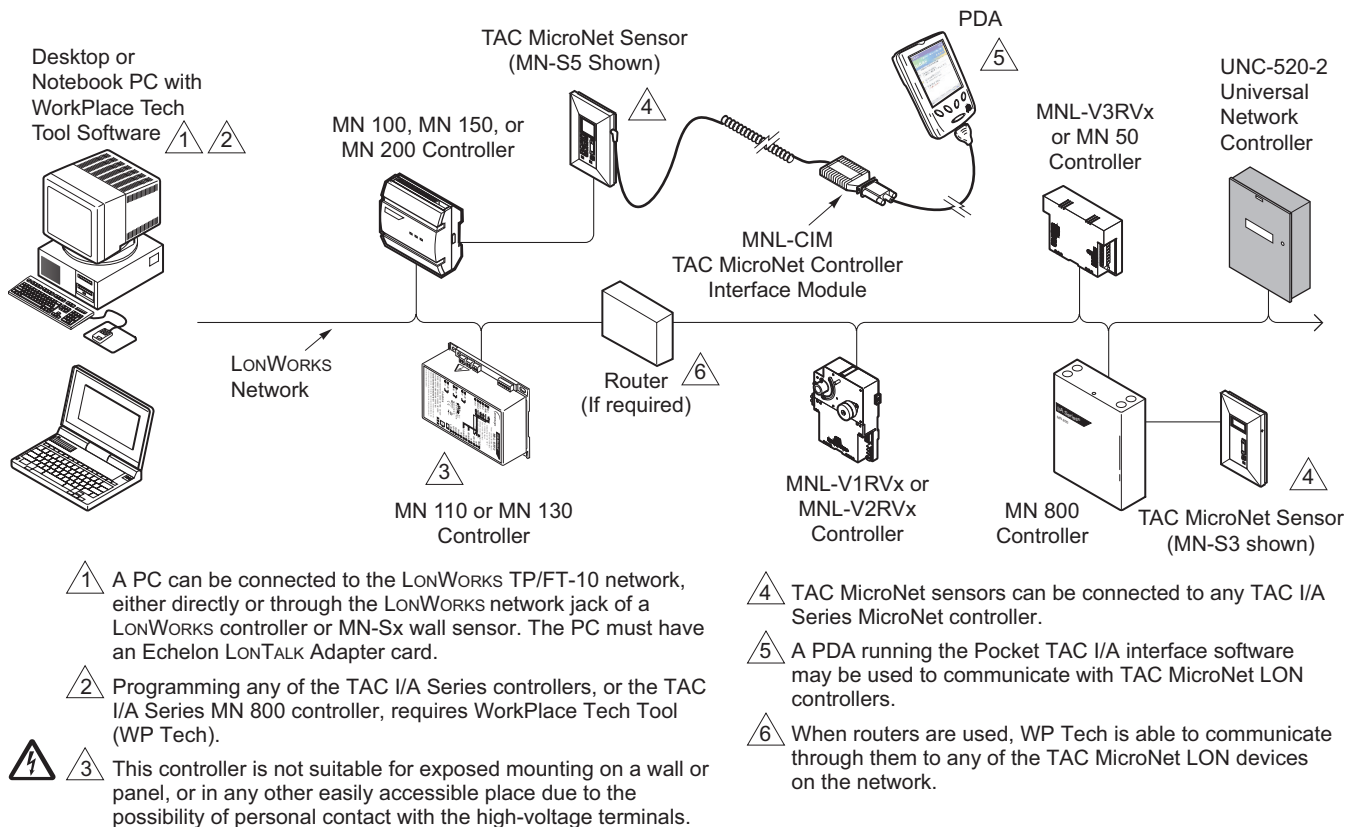 Desktop or
Notebook PC with
WorkPlace Tech
Tool Software 1 2
TAC MicroNet Sensor
(MN-S5 Shown)
4
PDA
5
MN 100, MN 150, or
MN 200 Controller
MNL-V3RVx
or MN 50
Controller
UNC-520-2
Universal
Network
Controller
MNL-CIM
TAC MicroNet Controller
Interface Module
LONWORKS
Network
Router 6
(If required)
3
MN 110 or MN 130
Controller
MNL-V1RVx or
MNL-V2RVx
Controller
MN 800
Controller
4
TAC MicroNet Sensor
(MN-S3 shown)
1 A PC can be connected to the LONWORKS TP/FT-10 network,
either directly or through the LONWORKS network jack of a
LONWORKS controller or MN-Sx wall sensor. The PC must have
an Echelon LONTALK Adapter card.
2 Programming any of the TAC I/A Series controllers, or the TAC
I/A Series MN 800 controller, requires WorkPlace Tech Tool
(WP Tech).
3 This controller is not suitable for exposed mounting on a wall or
panel, or in any other easily accessible place due to the
possibility of personal contact with the high-voltage terminals.
4 TAC MicroNet sensors can be connected to any TAC I/A
Series MicroNet controller.
5 A PDA running the Pocket TAC I/A interface software
may be used to communicate with TAC MicroNet LON
controllers.
6 When routers are used, WP Tech is able to communicate
through them to any of the TAC MicroNet LON devices
on the network.